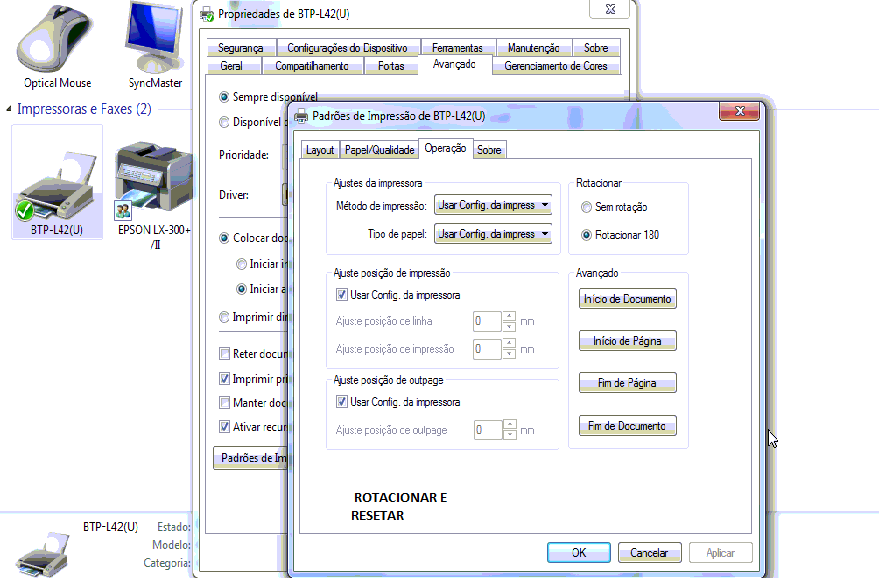 Optical Mouse
SyncMaster
Impressoras e Faxes (2)
BTP-L42(U)
EPSON LX-300+
/II
Propriedades de BTP-L42(U)
Segurança
Configurações do Dispositivo
Ferramentas
Manutenção
Sobre
Geral
Compartilhamento
Portas
Avançado
Gerenciamento de Cores
Sempre disponível
Disponível
Prioridade:
Driver:
Colocar doc
Iniciar in
Iniciar a
Imprimir dir
Reter docum
Imprimir pri
Manter doc
Ativar recur
Padrões de Im
Padrões de Impressão de BTP-L42(U)
Layout
Papel/Qualidade
Operação
Sobre
Ajustes da impressora
Método de impressão:
Usar Config. da impress
Tipo de papel:
Usar Config. da impress
Rotacionar
Sem rotação
Rotacionar 180
Ajuste posição de impressão
Usar Config. da impressora
Ajuste posição de linha
0
mm
Ajuste posição de impressão
0
mm
Ajuste posição de outpage
Usar Config. da impressora
Ajuste posição de outpage
0
mm
Avançado
Início de Documento
Início de Página
Fim de Página
Fim de Documento
ROTACIONAR E
RESETAR
OK
Cancelar
Aplicar
BTP-L42(U)
Estado:
Modelo:
Categoria: